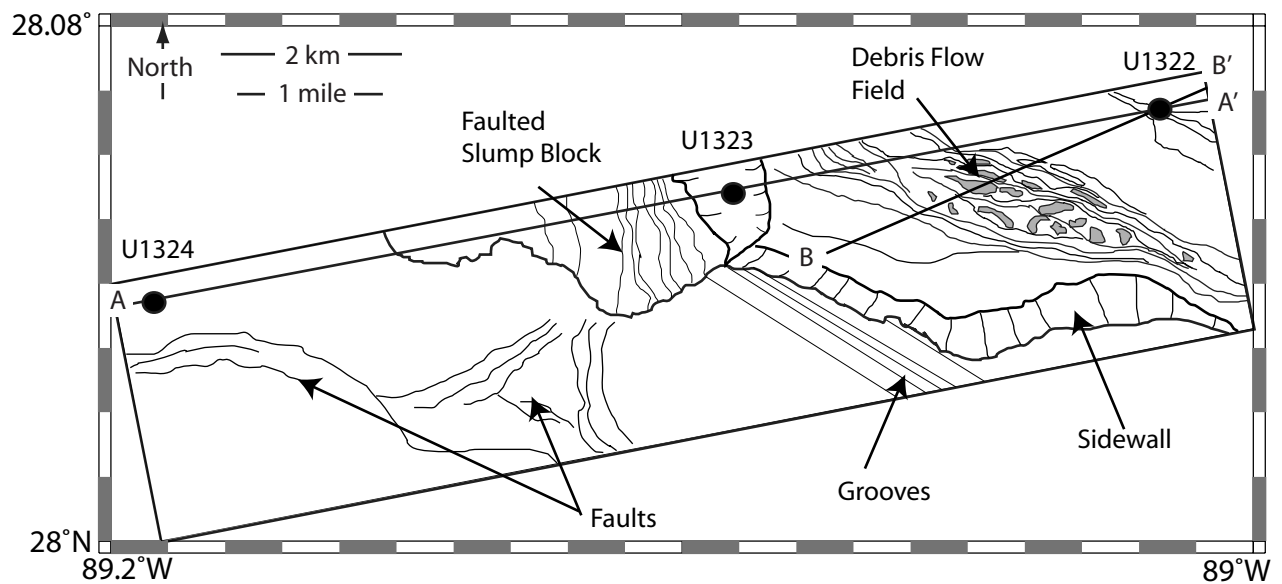 28.08°
North
2 km
1 mile
Debris Flow
Field
U1322
B’
A’
Faulted
Slump Block
U1323
U1324
A
B
Sidewall
Grooves
Faults
28°N
89.2°W
89°W